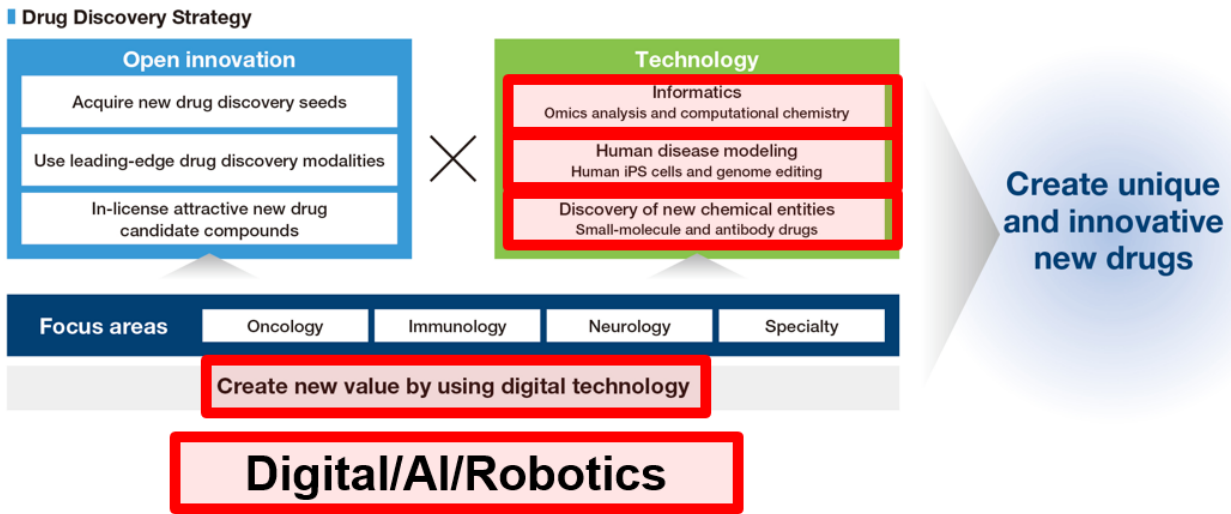 Drug Discovery Strategy
Open innovation
Acquire new drug discovery seeds
Use leading-edge drug discovery modalities
In-license attractive new drug
candidate compounds
Technology
Informatics
Omics analysis and computational chemistry
Human disease modeling
Human iPS cells and genome editing
Discovery of new chemical entities
Small-molecule and antibody drugs
Create unique
and innovative
new drugs
Focus areas
Oncology
Immunology
Neurology
Specialty
Create new value by using digital technology
Digital/AI/Robotics